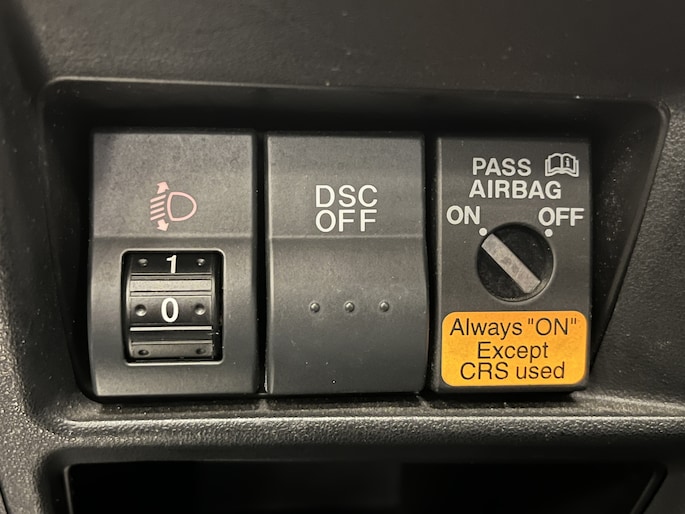 1
0
DSC
OFF
PASS
AIRBAG
ON OFF
Always "ON"
Except
CRS used